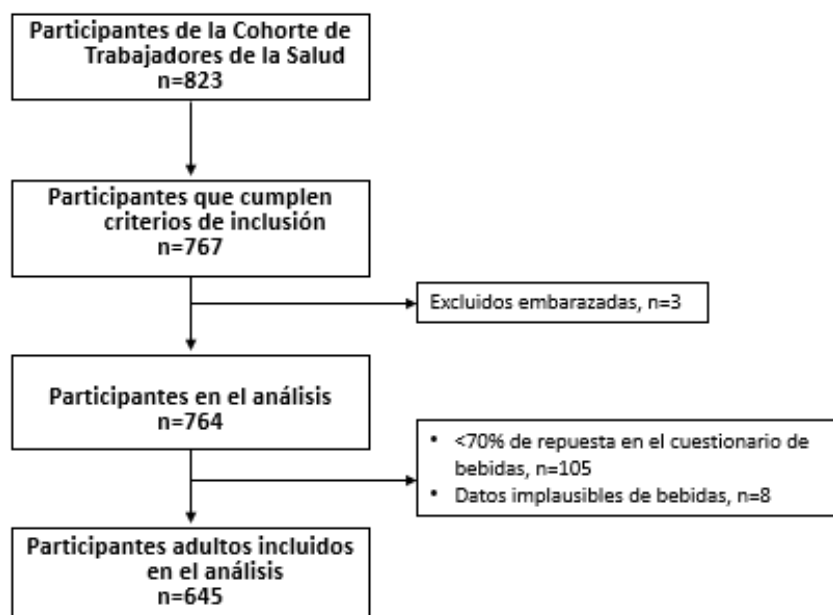 Participantes de la Cohorte de
Trabajadores de la Salud
n=823
Participantes que cumplen
criterios de inclusión
n=767
Excluidos embarazadas, n=3
Participantes en el análisis
n=764
• <70% de repuesta en el cuestionario de
bebidas, n=105
• Datos implausibles de bebidas, n=8
Participantes adultos incluidos
en el análisis
n=645